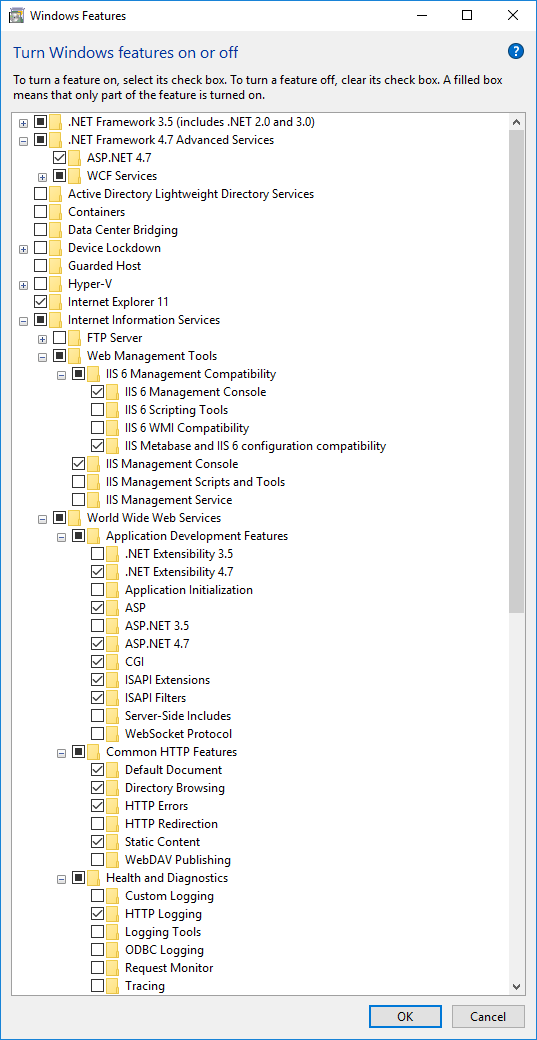 Windows Features
Turn Windows features on or off
To turn a feature on, select its check box. To turn a feature off, clear its check box. A filled box
means that only part of the feature is turned on.
.NET Framework 3.5 (includes .NET 2.0 and 3.0)
.NET Framework 4.7 Advanced Services
ASP.NET 4.7
WCF Services
Active Directory Lightweight Directory Services
Containers
Data Center Bridging
Device Lockdown
Guarded Host
Hyper-V
Internet Explorer 11
Internet Information Services
FTP Server
Web Management Tools
IIS 6 Management Compatibility
IIS 6 Management Console
IIS 6 Scripting Tools
IIS 6 WMI Compatibility
IIS Metabase and IIS 6 configuration compatibility
IIS Management Console
IIS Management Scripts and Tools
IIS Management Service
World Wide Web Services
Application Development Features
.NET Extensibility 3.5
.NET Extensibility 4.7
Application Initialization
ASP
ASP.NET 3.5
ASP.NET 4.7
CGI
ISAPI Extensions
ISAPI Filters
Server-Side Includes
WebSocket Protocol
Common HTTP Features
Default Document
Directory Browsing
HTTP Errors
HTTP Redirection
Static Content
WebDAV Publishing
Health and Diagnostics
Custom Logging
HTTP Logging
Logging Tools
ODBC Logging
Request Monitor
Tracing
OK Cancel